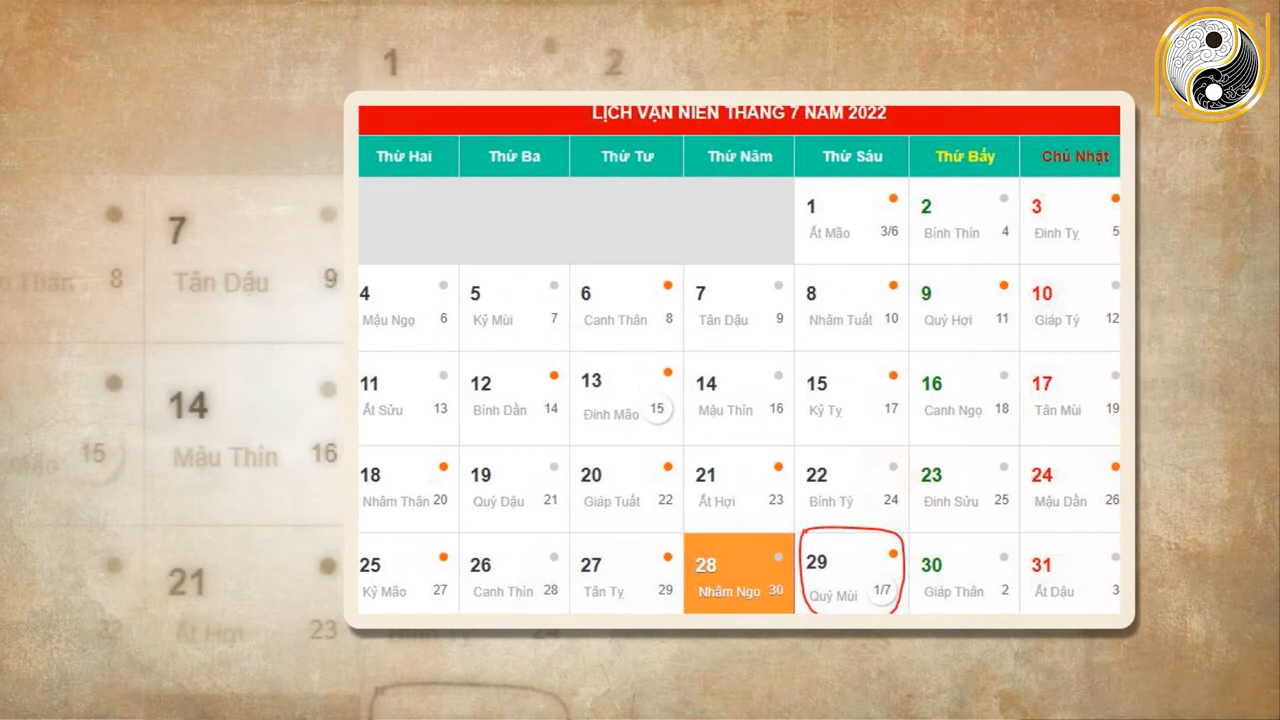 1 2
LỊCH VẠN NIÊN THÁNG 7 NĂM 2022
Thứ Hai Thứ Ba Thứ Tư Thứ Năm Thứ Sáu Thứ Bẩy Chủ Nhật
1 2 3
Ất Mão 3/6 Bính Thìn 4 Đinh Tỵ 5
4 5 6 7 8 9 10
Mậu Ngọ 6 Kỷ Mùi 7 Canh Thân 8 Tân Dậu 9 Nhâm Tuất 10 Quý Hợi 11 Giáp Tý 12
11 12 13 14 15 16 17
Ất Sửu 13 Bính Dần 14 Đinh Mão 15 Mậu Thìn 16 Kỷ Tỵ 17 Canh Ngọ 18 Tân Mùi 19
18 19 20 21 22 23 24
Nhâm Thân 20 Quý Dậu 21 Giáp Tuất 22 Ất Hợi 23 Bính Tý 24 Đinh Sửu 25 Mậu Dần 26
25 26 27 28 29 30 31
Kỷ Mão 27 Canh Thìn 28 Tân Tỵ 29 Nhâm Ngọ 30 Quý Mùi 1/7 Giáp Thân 2 Ất Dậu 3
7
Thân 8 Tân Dậu 9
14
15 Mậu Thìn 16
21
22 Ất Hợi 23